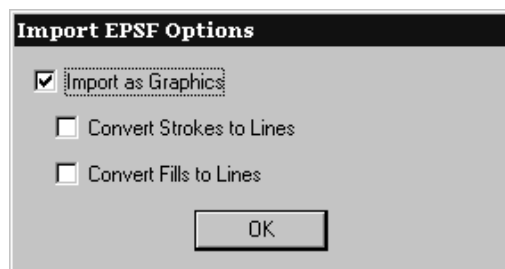 Import EPSF Options
Import as Graphics
Convert Strokes to Lines
Convert Fills to Lines
OK